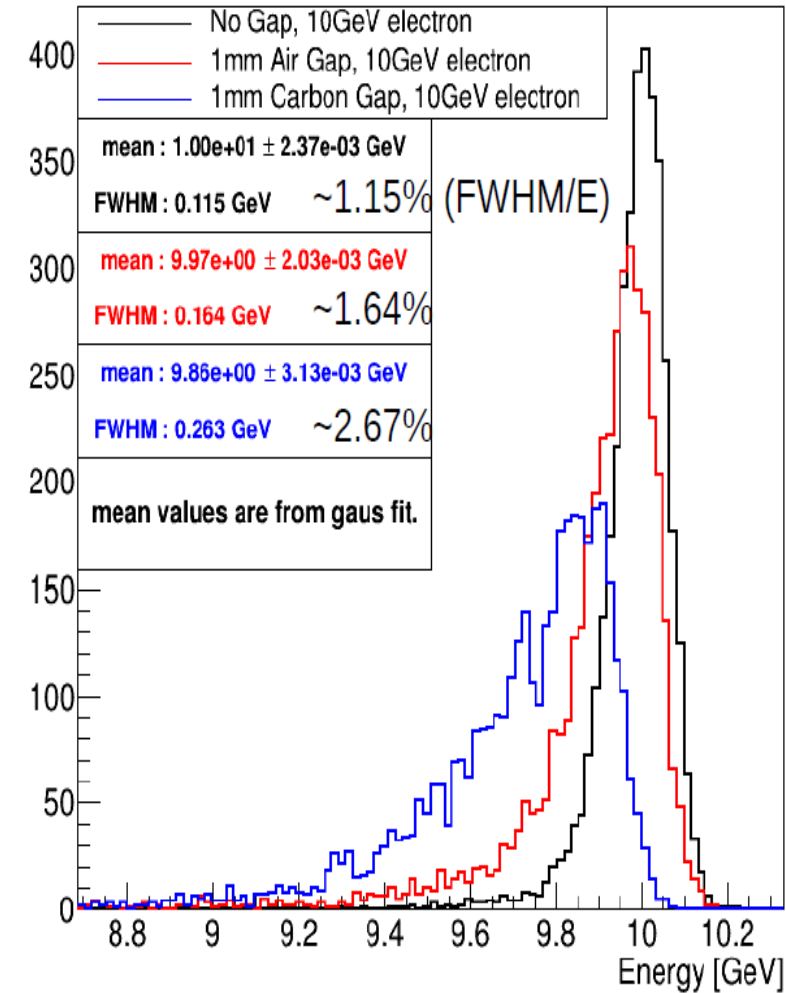 No Gap, 10GeV electron
1mm Air Gap, 10GeV electron
1mm Carbon Gap, 10GeV electron
mean : 1.00e+01 ± 2.37e-03 GeV
FWHM : 0.115 GeV ~1.15% (FWHM/E)
mean : 9.97e+00 ± 2.03e-03 GeV
FWHM : 0.164 GeV ~1.64%
mean : 9.86e+00 ± 3.13e-03 GeV
FWHM : 0.263 GeV ~2.67%
mean values are from gaus fit.
400
350
300
250
200
150
100
50
0
8.8 9 9.2 9.4 9.6 9.8 10 10.2
Energy [GeV]